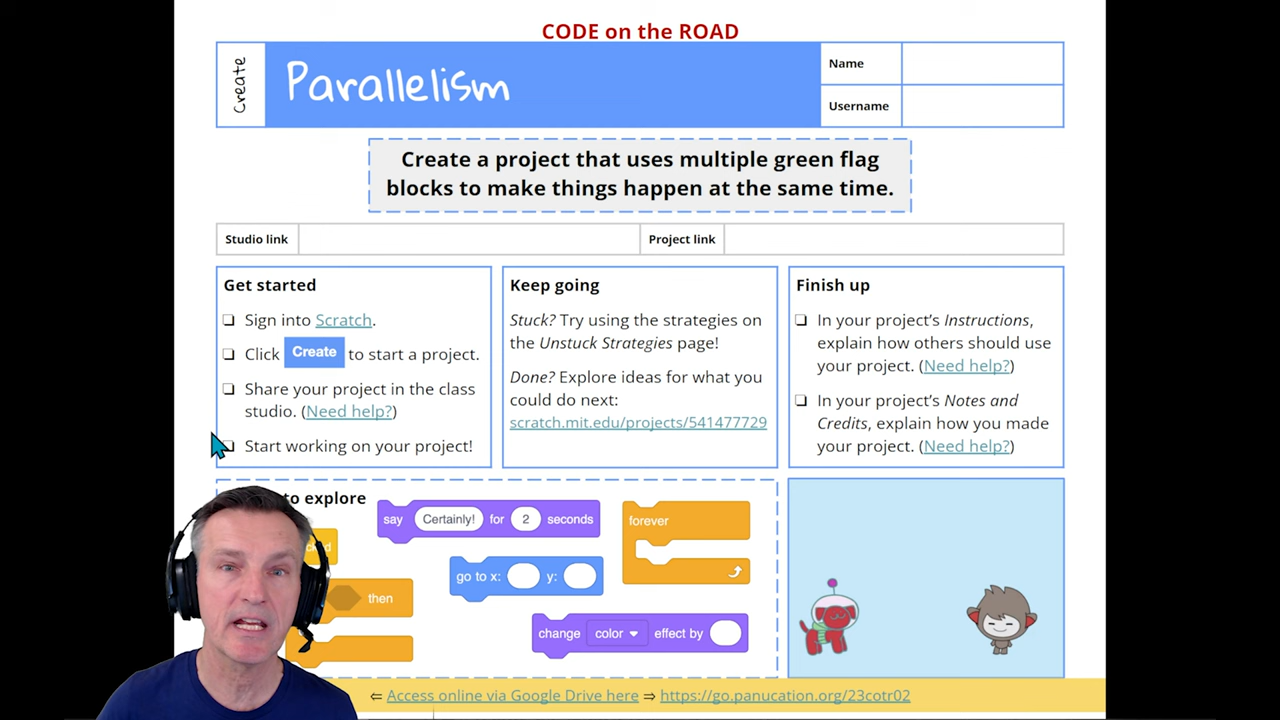 CODE on the ROAD
Create
Parallelism
Name
Username
Create a project that uses multiple green flag
blocks to make things happen at the same time.
Studio link
Project link
Get started
Sign into Scratch.
Click Create to start a project.
Share your project in the class
studio. (Need help?)
Start working on your project!
Keep going
Stuck? Try using the strategies on
the Unstuck Strategies page!
Done? Explore ideas for what you
could do next:
scratch.mit.edu/projects/541477729
Finish up
In your project's Instructions,
explain how others should use
your project. (Need help?)
In your project's Notes and
Credits, explain how you made
your project. (Need help?)
to explore
say Certainly! for 2 seconds
forever
go to x: y:
then
change color effect by
⇐ Access online via Google Drive here ⇒ https://go.panucation.org/23cotr02